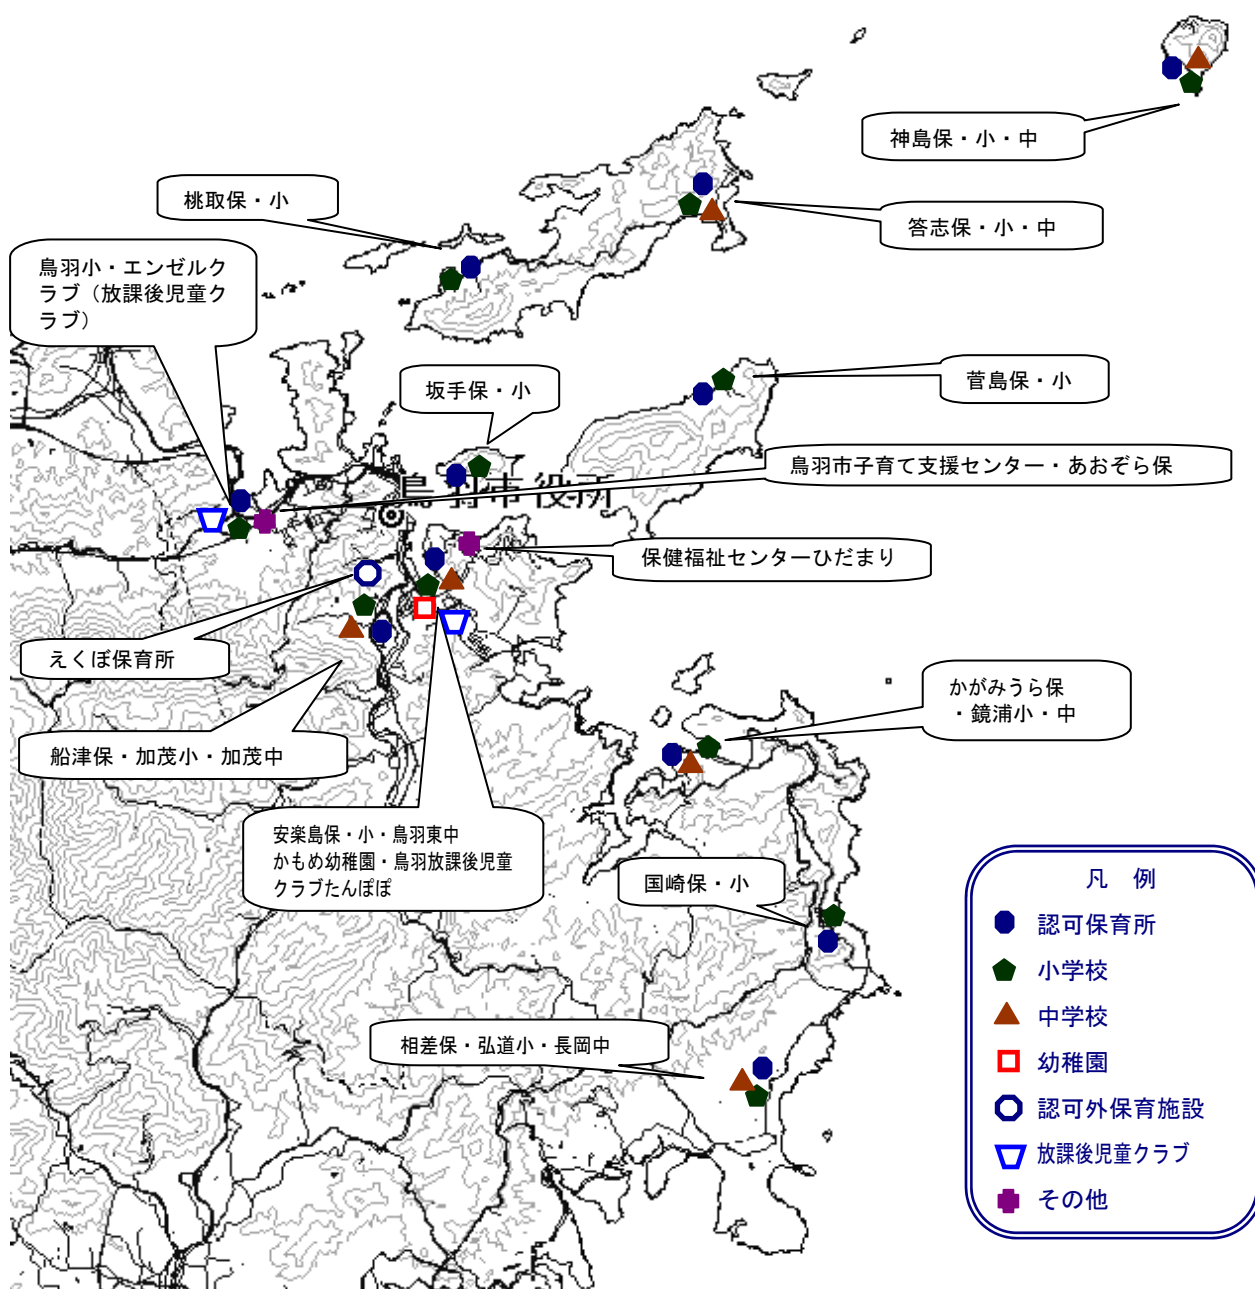 神島保・小・中
桃取保・小
答志保・小・中
鳥羽小・エンゼルク
ラブ（放課後児童ク
ラブ）
坂手保・小
菅島保・小
鳥羽市子育て支援センター・あおぞら保
鳥羽市役所
保健福祉センターひだまり
えくぼ保育所
かがみうら保
・鏡浦小・中
船津保・加茂小・加茂中
安楽島保・小・鳥羽東中
かもめ幼稚園・鳥羽放課後児童
クラブたんぽぽ
国崎保・小
相差保・弘道小・長岡中
凡　例
認可保育所
小学校
中学校
幼稚園
認可外保育施設
放課後児童クラブ
その他